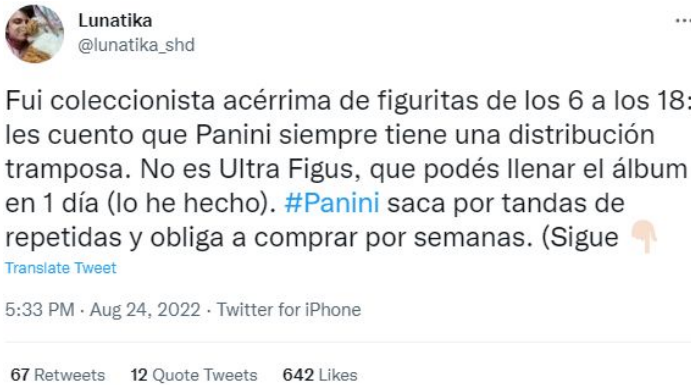 Lunatika
@lunatika_shd
Fui coleccionista acérrima de figuritas de los 6 a los 18:
les cuento que Panini siempre tiene una distribución
tramposa. No es Ultra Figus, que podés llenar el álbum
en 1 día (lo he hecho). #Panini saca por tandas de
repetidas y obliga a comprar por semanas. (Sigue 👇🏻
Translate Tweet
5:33 PM · Aug 24, 2022 · Twitter for iPhone
67 Retweets 12 Quote Tweets 642 Likes